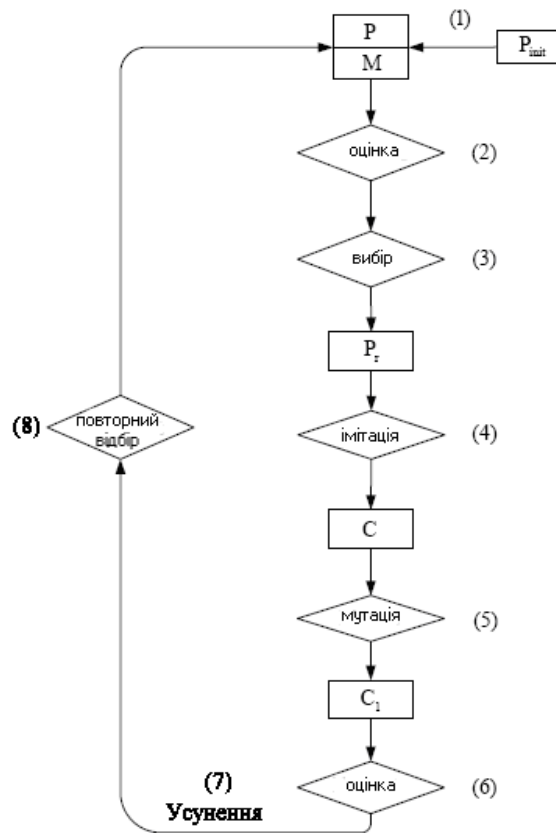 (1)
P
P_init
M
оцінка
(2)
вибір
(3)
P_r
(8)
повторний
відбір
імітація
(4)
C
мутація
(5)
C_1
(7)
Усунення
оцінка
(6)